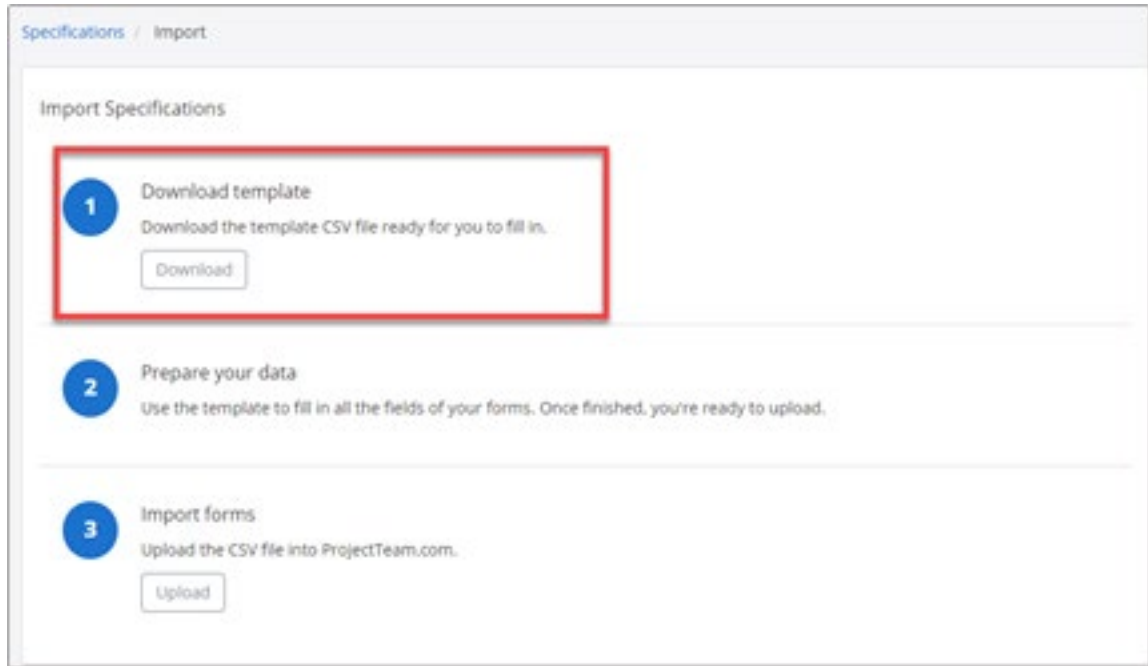 Specifications / Import
Import Specifications
1
Download template
Download the template CSV file ready for you to fill in.
Download
2
Prepare your data
Use the template to fill in all the fields of your forms. Once finished, you're ready to upload.
3
Import forms
Upload the CSV file into ProjectTeam.com.
Upload